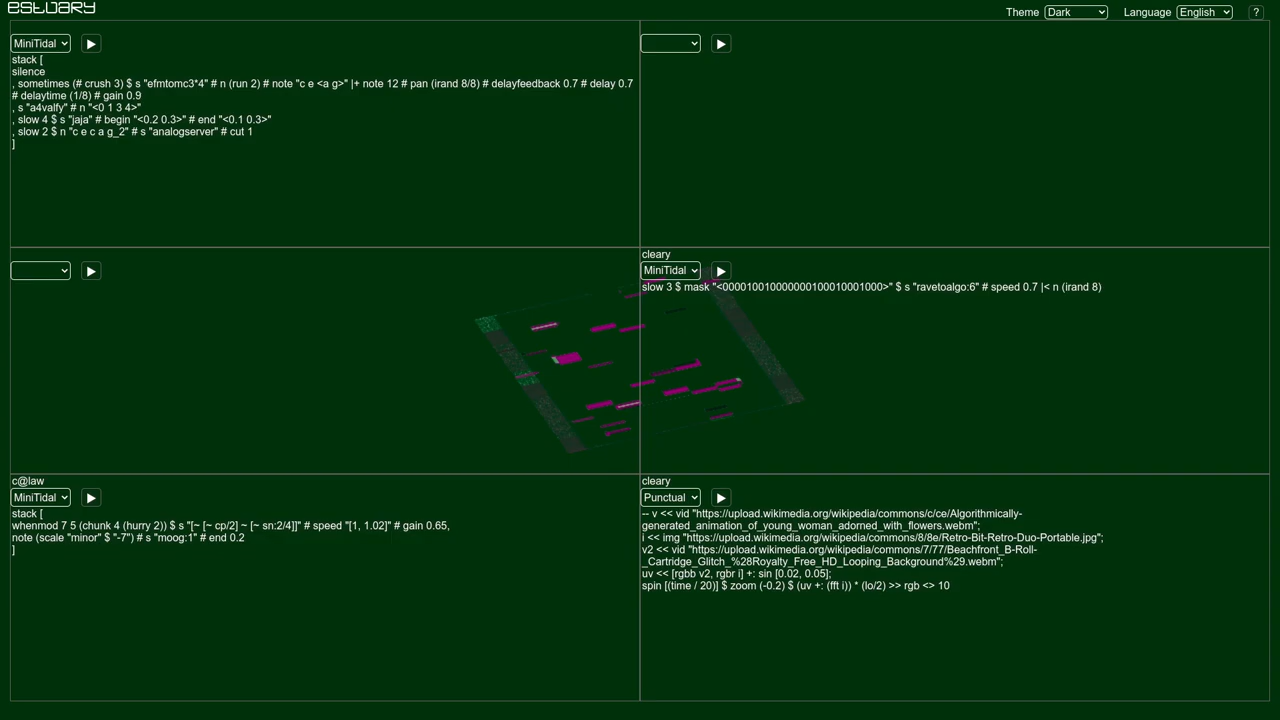 estuary
Theme Dark Language English ?
MiniTidal
stack [
silence
, sometimes (# crush 3) $ s "efmtomc3*4" # n (run 2) # note "c e <a g>" |+ note 12 # pan (irand 8/8) # delayfeedback 0.7 # delay 0.7
# delaytime (1/8) # gain 0.9
, s "a4valfy" # n "<0 1 3 4>"
, slow 4 $ s "jaja" # begin "<0.2 0.3>" # end "<0.1 0.3>"
, slow 2 $ n "c e c a g_2" # s "analogserver" # cut 1
]
cleary
MiniTidal
slow 3 $ mask "<000010010000000100010001000>" $ s "ravetoalgo:6" # speed 0.7 |< n (irand 8)
c@law
MiniTidal
stack [
whenmod 7 5 (chunk 4 (hurry 2)) $ s "[~ [~ cp/2] ~ [~ sn:2/4]]" # speed "[1, 1.02]" # gain 0.65,
note (scale "minor" $ "-7") # s "moog:1" # end 0.2
]
cleary
Punctual
-- v << vid "https://upload.wikimedia.org/wikipedia/commons/c/ce/Algorithmically-
generated_animation_of_young_woman_adorned_with_flowers.webm";
i << img "https://upload.wikimedia.org/wikipedia/commons/8/8e/Retro-Bit-Retro-Duo-Portable.jpg";
v2 << vid "https://upload.wikimedia.org/wikipedia/commons/7/77/Beachfront_B-Roll-
_Cartridge_Glitch_%28Royalty_Free_HD_Looping_Background%29.webm";
uv << [rgbb v2, rgbr i] +: sin [0.02, 0.05];
spin [(time / 20)] $ zoom (-0.2) $ (uv +: (fft i)) * (lo/2) >> rgb <> 10